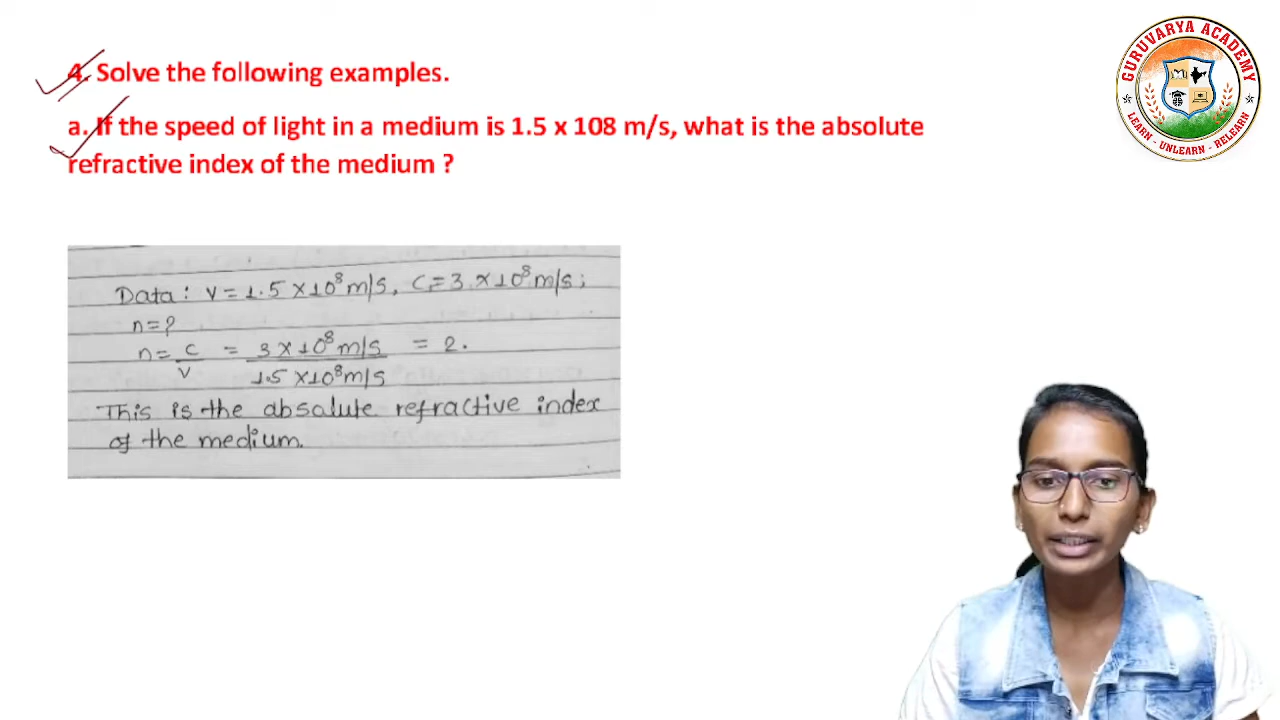 4. Solve the following examples.
a. If the speed of light in a medium is 1.5 x 108 m/s, what is the absolute
refractive index of the medium ?
GURUVARYA ACADEMY
LEARN - UNLEARN - RELEARN
Data : v = 1.5 × 10⁸ m/s, c = 3 × 10⁸ m/s ;
n = ?
n = c/v = 3 × 10⁸ m/s / 1.5 × 10⁸ m/s = 2.
This is the absolute refractive index
of the medium.